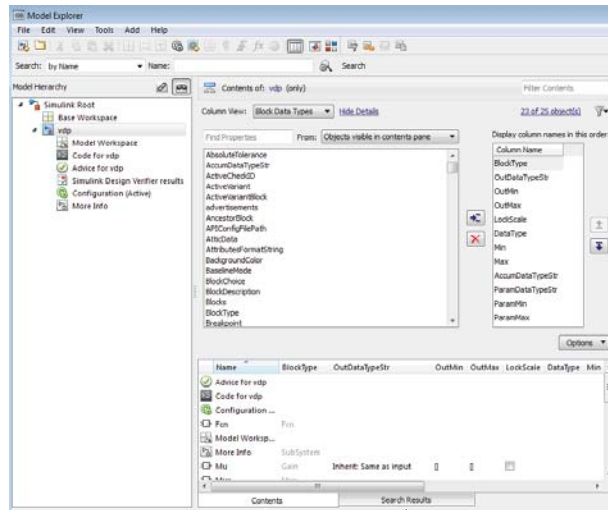 Model Explorer
File Edit View Tools Add Help
Search: by Name Name: Search
Model Hierarchy
Simulink Root
Base Workspace
vdp
Model Workspace
Code for vdp
Advice for vdp
Simulink Design Verifier results
Configuration (Active)
More Info
Contents of: vdp (only) Filter Contents
Column View: Block Data Types Hide Details 23 of 25 object(s)
Find Properties From: Objects visible in contents pane Display column names in this order
AbsoluteTolerance
AccumDataTypeStr
ActiveCheckID
ActiveVariant
ActiveVariantBlock
advertisements
AncestorBlock
APIConfigFilePath
AtticData
AttributesFormatString
BackgroundColor
BaselineMode
BlockChoice
BlockDescription
Blocks
BlockType
Breakpoint
Column Name
BlockType
OutDataTypeStr
OutMin
OutMax
LockScale
DataType
Min
Max
AccumDataTypeStr
ParamDataTypeStr
ParamMin
ParamMax
Options
Name BlockType OutDataTypeStr OutMin OutMax LockScale DataType Min
Advice for vdp
Code for vdp
Configuration ...
Fcn Fcn
Model Worksp...
More Info SubSystem
Mu Gain Inherit: Same as input [] []
Contents Search Results